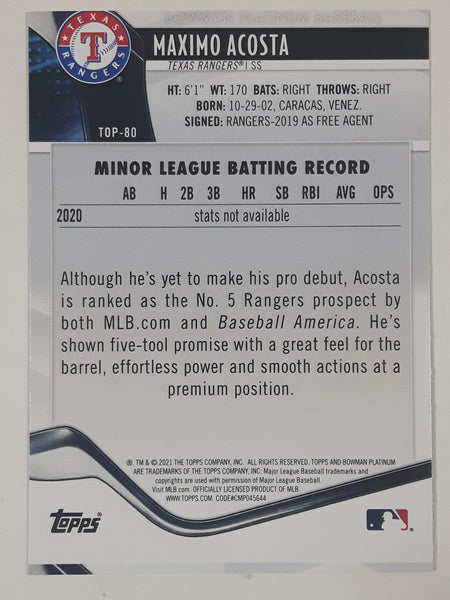 BOWMAN PLATINUM BASEBALL
TEXAS
T
RANGERS
MAXIMO ACOSTA
TEXAS RANGERS® | SS
HT: 6'1" WT: 170 BATS: RIGHT THROWS: RIGHT
BORN: 10-29-02, CARACAS, VENEZ.
SIGNED: RANGERS-2019 AS FREE AGENT
TOP-80
MINOR LEAGUE BATTING RECORD
AB H 2B 3B HR SB RBI AVG OPS
2020 stats not available
Although he's yet to make his pro debut, Acosta
is ranked as the No. 5 Rangers prospect by
both MLB.com and Baseball America. He's
shown five-tool promise with a great feel for the
barrel, effortless power and smooth actions at a
premium position.
®, TM & © 2021 THE TOPPS COMPANY, INC. ALL RIGHTS RESERVED. TOPPS AND BOWMAN PLATINUM
ARE TRADEMARKS OF THE TOPPS COMPANY, INC. Major League Baseball trademarks and
copyrights are used with permission of Major League Baseball.
Visit MLB.com. OFFICIALLY LICENSED PRODUCT OF MLB.
WWW.TOPPS.COM. CODE#CMP045644
Topps